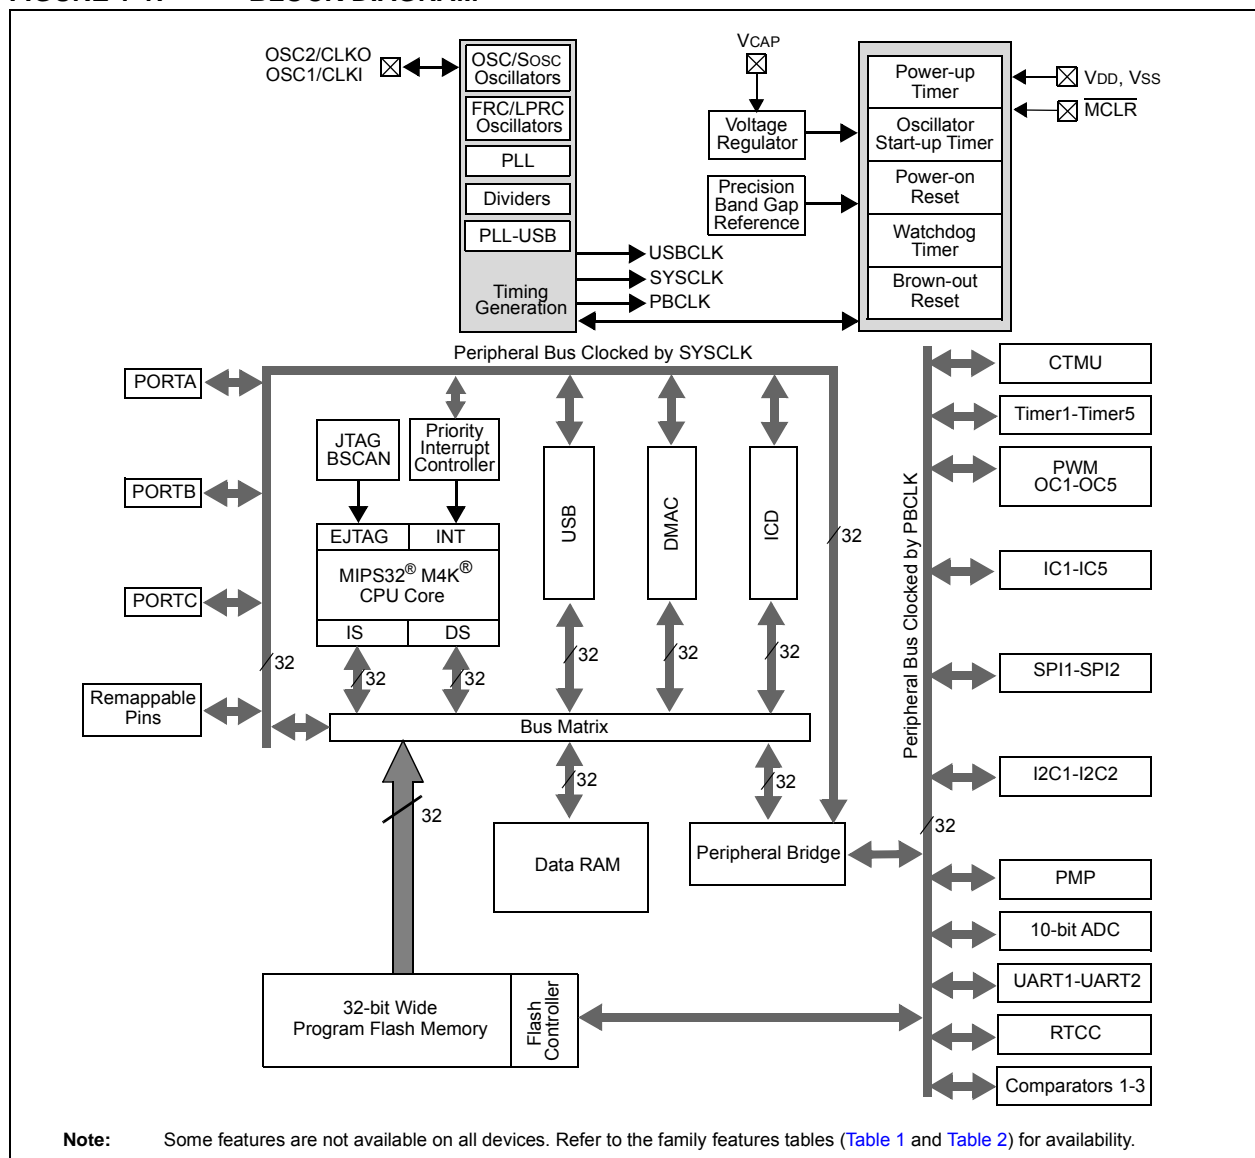 OSC2/CLKO
OSC1/CLKI
OSC/SOSC
Oscillators
FRC/LPRC
Oscillators
PLL
Dividers
PLL-USB
Timing
Generation
USBCLK
SYSCLK
PBCLK
VCAP
Voltage
Regulator
Precision
Band Gap
Reference
Power-up
Timer
Oscillator
Start-up Timer
Power-on
Reset
Watchdog
Timer
Brown-out
Reset
VDD, VSS
MCLR
Peripheral Bus Clocked by SYSCLK
PORTA
PORTB
PORTC
Remappable
Pins
32
JTAG
BSCAN
Priority
Interrupt
Controller
EJTAG
INT
MIPS32® M4K®
CPU Core
IS
DS
32
32
USB
32
DMAC
32
ICD
32
32
Bus Matrix
32
32
32
Data RAM
Peripheral Bridge
32-bit Wide
Program Flash Memory
Flash
Controller
Peripheral Bus Clocked by PBCLK
32
CTMU
Timer1-Timer5
PWM
OC1-OC5
IC1-IC5
SPI1-SPI2
I2C1-I2C2
PMP
10-bit ADC
UART1-UART2
RTCC
Comparators 1-3
Note: Some features are not available on all devices. Refer to the family features tables (Table 1 and Table 2) for availability.